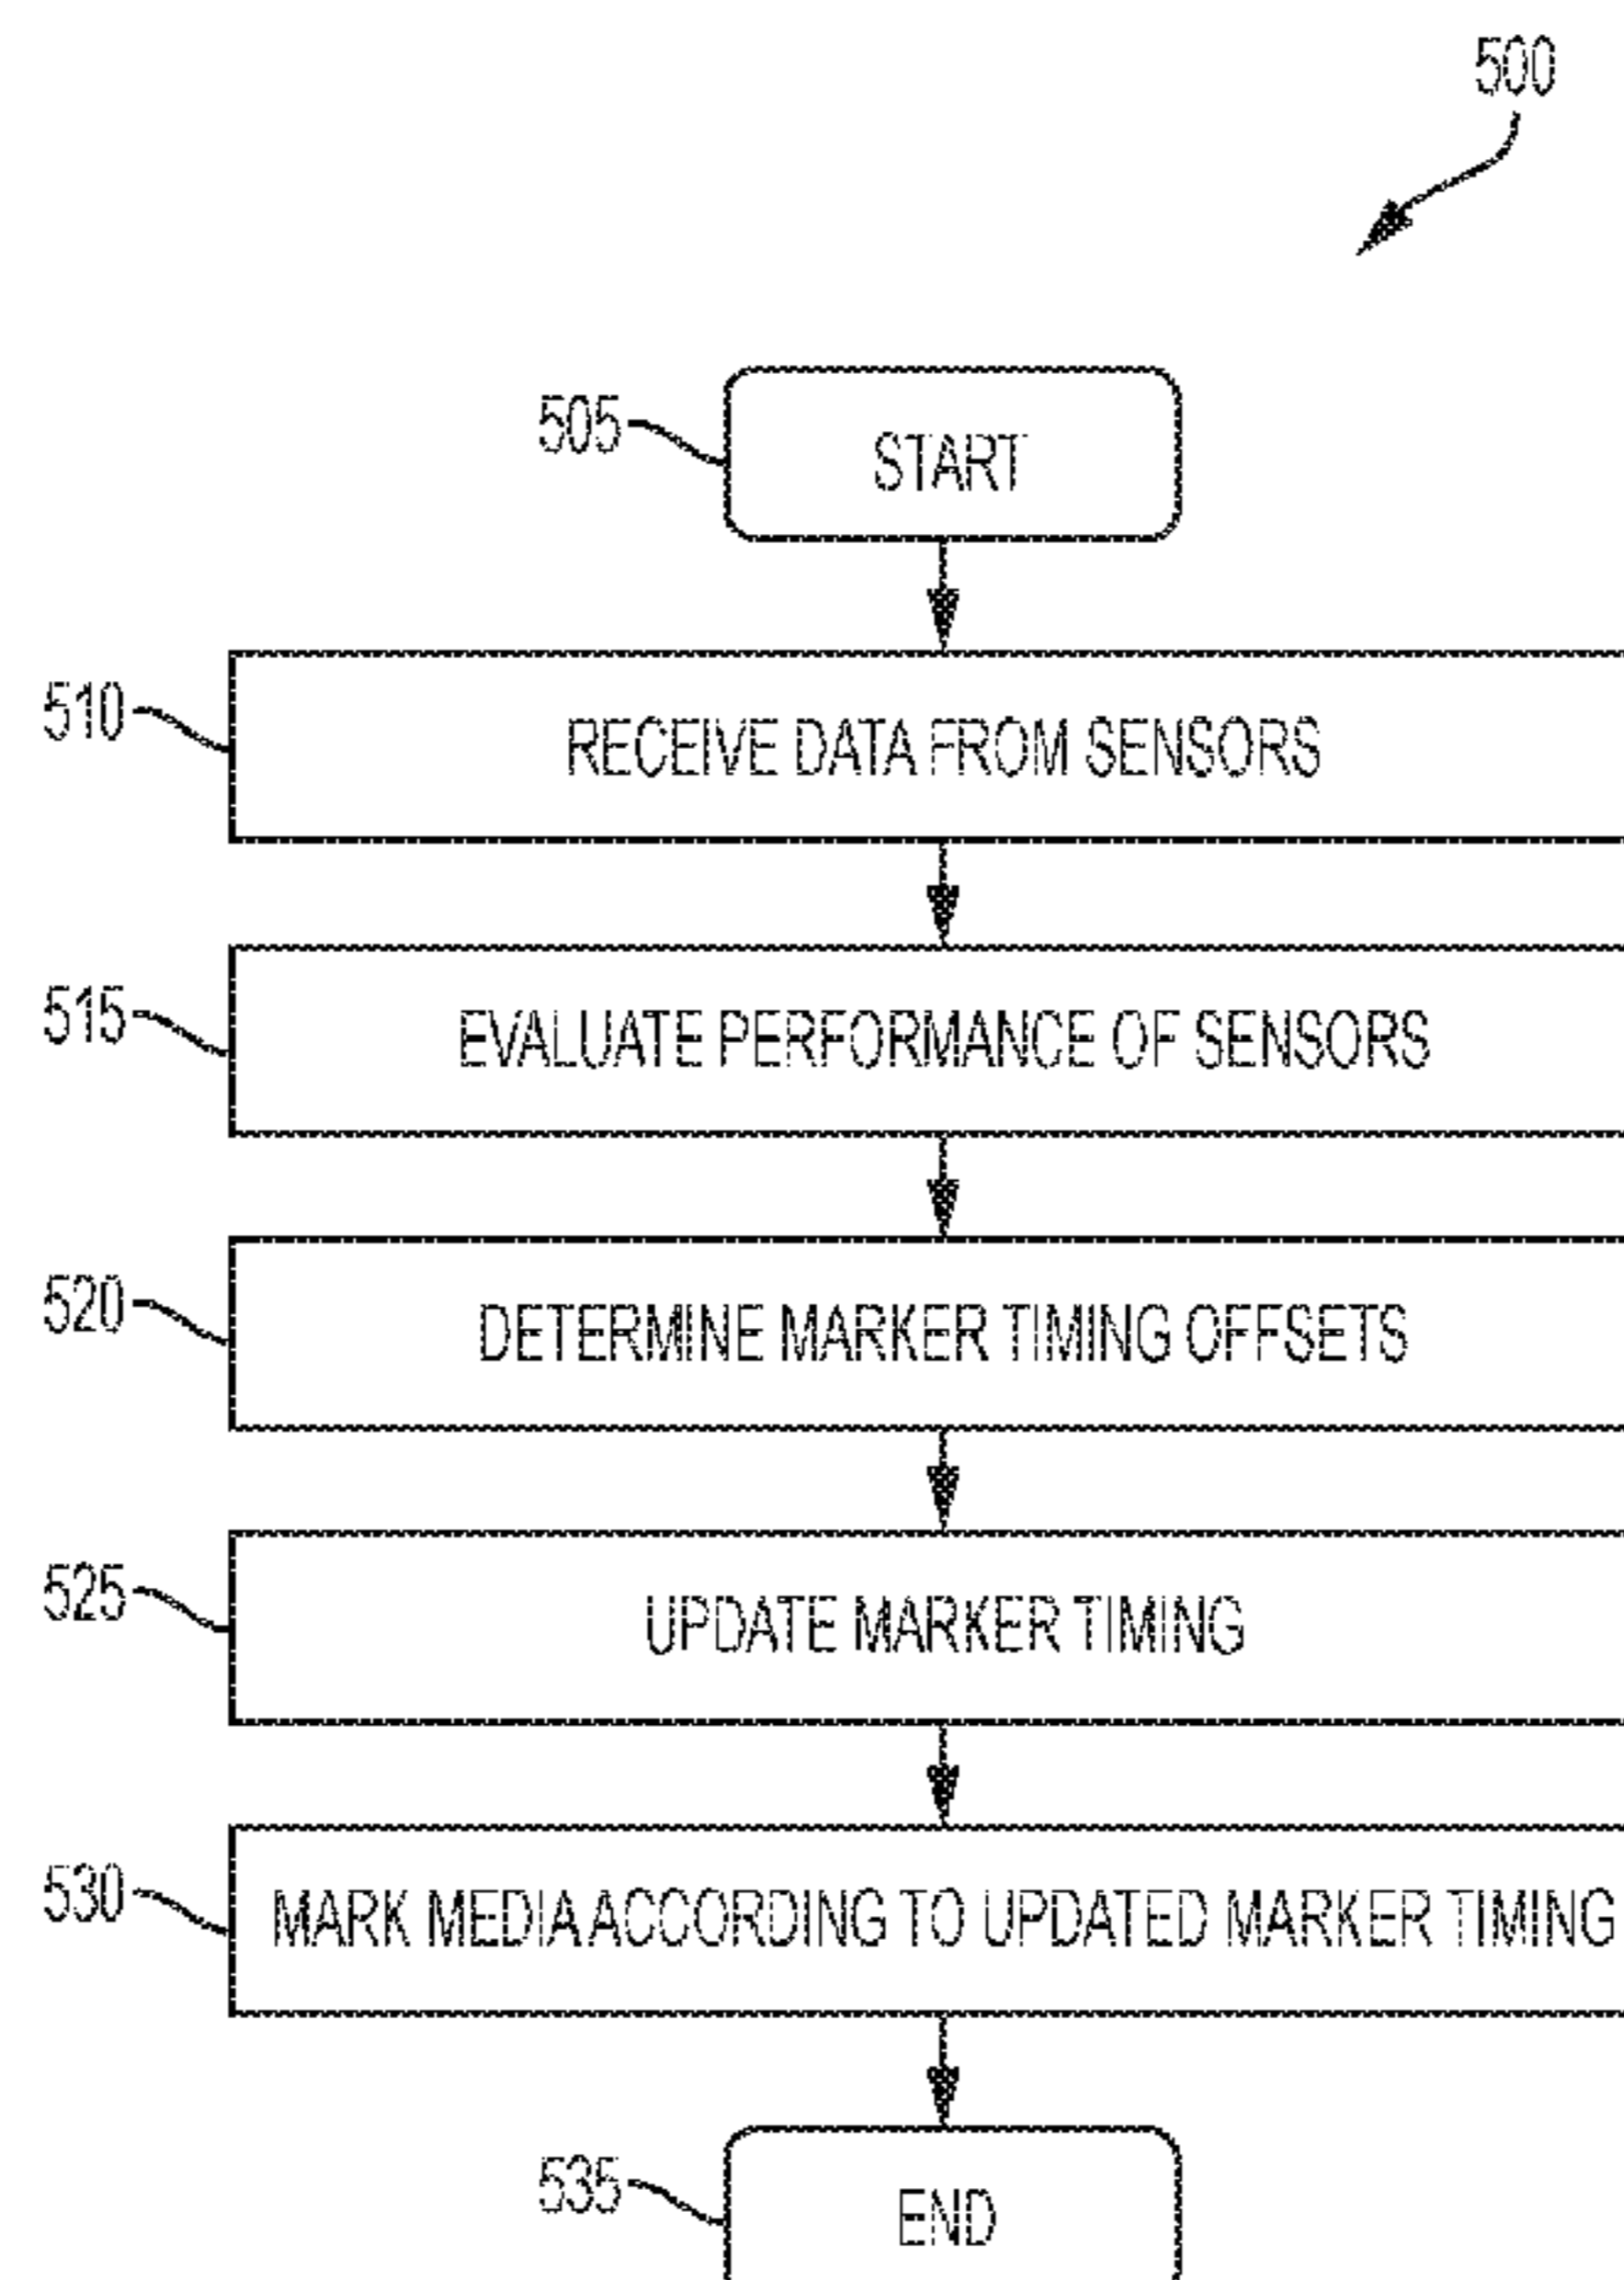 500
505
START
510
RECEIVE DATA FROM SENSORS
515
EVALUATE PERFORMANCE OF SENSORS
520
DETERMINE MARKER TIMING OFFSETS
525
UPDATE MARKER TIMING
530
MARK MEDIA ACCORDING TO UPDATED MARKER TIMING
535
END